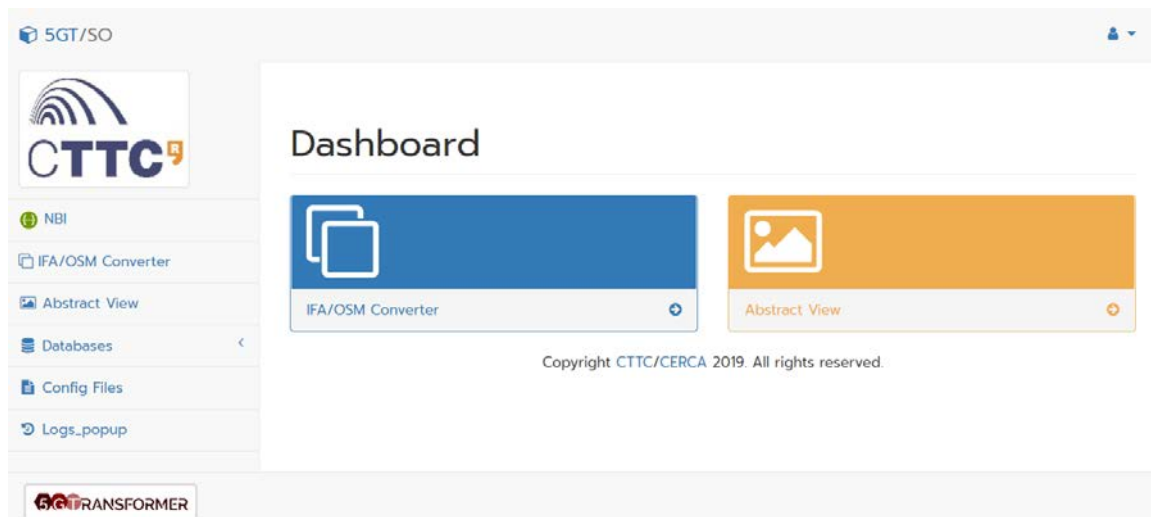 5GT/SO
CTTC
NBI
IFA/OSM Converter
Abstract View
Databases
Config Files
Logs_popup
Dashboard
IFA/OSM Converter
Abstract View
Copyright CTTC/CERCA 2019. All rights reserved.
5GTRANSFORMER